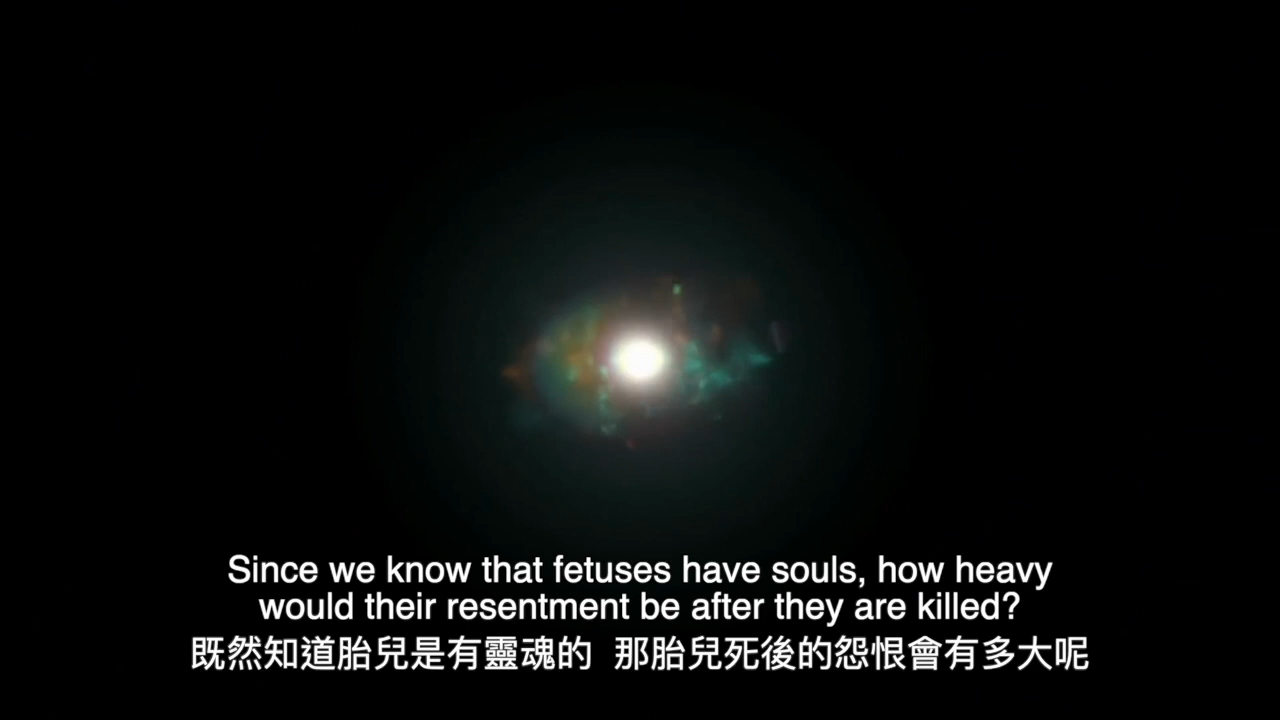 Since we know that fetuses have souls, how heavy
would their resentment be after they are killed?
既然知道胎兒是有靈魂的 那胎兒死後的怨恨會有多大呢